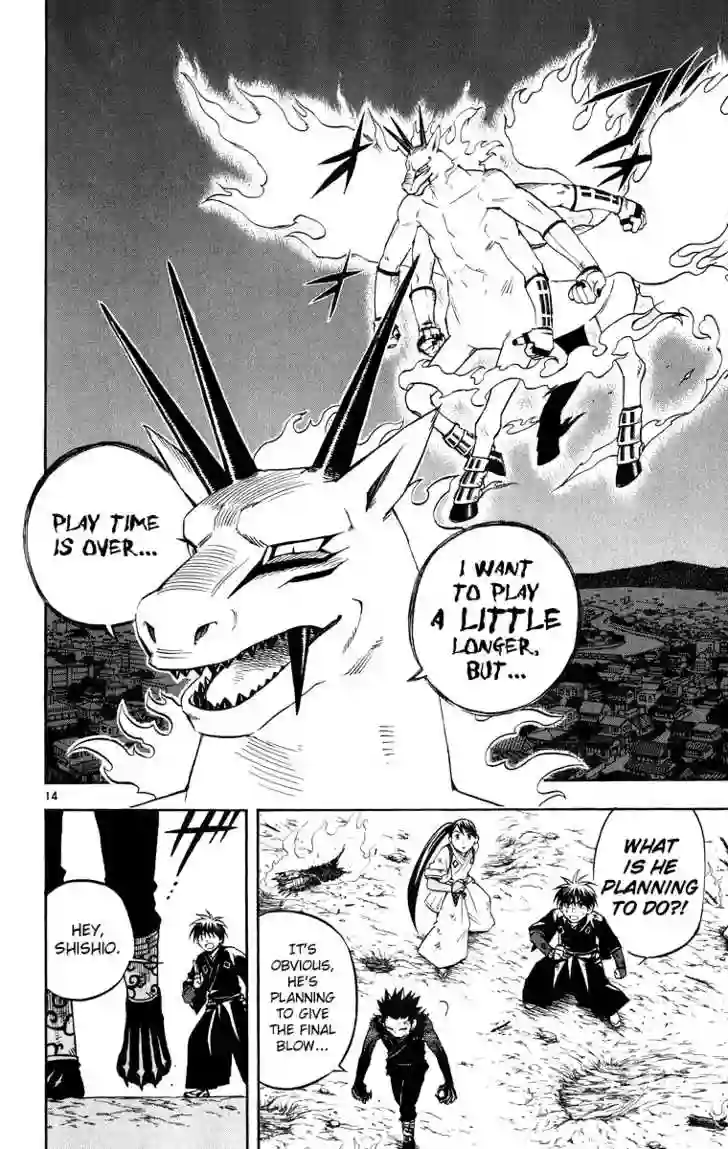 PLAY TIME
IS OVER...
I WANT
TO PLAY
A LITTLE
LONGER,
BUT...
14
WHAT
IS HE
PLANNING
TO DO?!
IT'S
OBVIOUS,
HE'S
PLANNING
TO GIVE
THE FINAL
BLOW...
HEY,
SHISHIO.